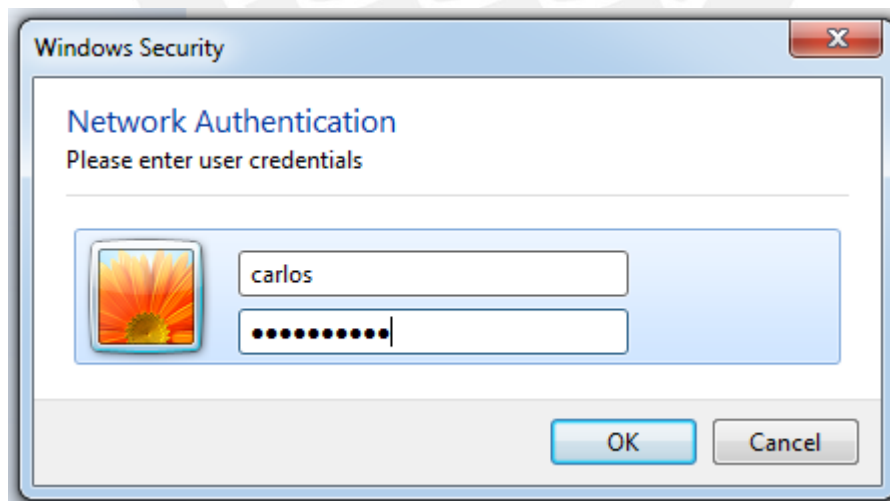 Windows Security
Network Authentication
Please enter user credentials
carlos
●●●●●●●●●●
OK Cancel